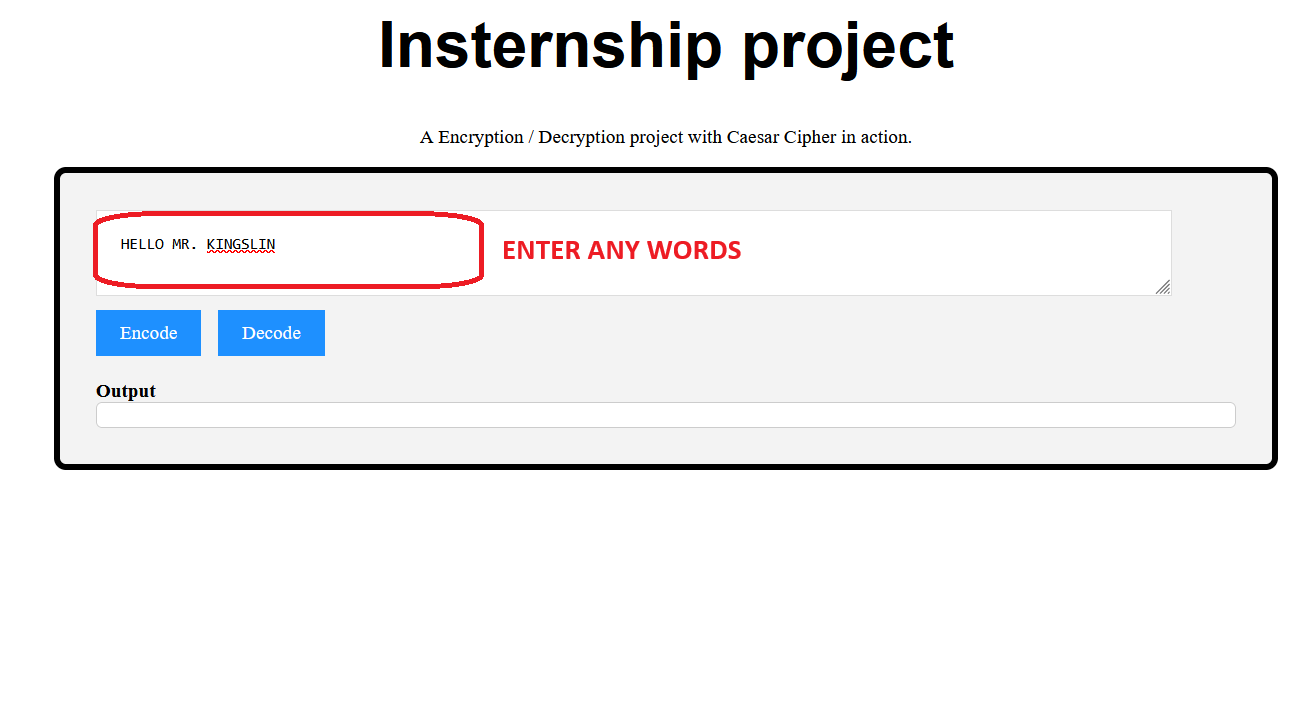 Insternship project
A Encryption / Decryption project with Caesar Cipher in action.
HELLO MR. KINGSLIN
ENTER ANY WORDS
Encode Decode
Output